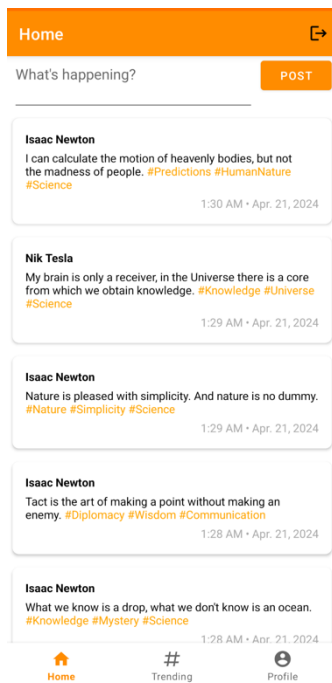 Home
What's happening?
POST
Isaac Newton
I can calculate the motion of heavenly bodies, but not
the madness of people. #Predictions #HumanNature
#Science
1:30 AM • Apr. 21, 2024
Nik Tesla
My brain is only a receiver, in the Universe there is a core
from which we obtain knowledge. #Knowledge #Universe
#Science
1:29 AM • Apr. 21, 2024
Isaac Newton
Nature is pleased with simplicity. And nature is no dummy.
#Nature #Simplicity #Science
1:29 AM • Apr. 21, 2024
Isaac Newton
Tact is the art of making a point without making an
enemy. #Diplomacy #Wisdom #Communication
1:28 AM • Apr. 21, 2024
Isaac Newton
What we know is a drop, what we don't know is an ocean.
#Knowledge #Mystery #Science
1:28 AM • Apr. 21, 2024
Home
Trending
Profile